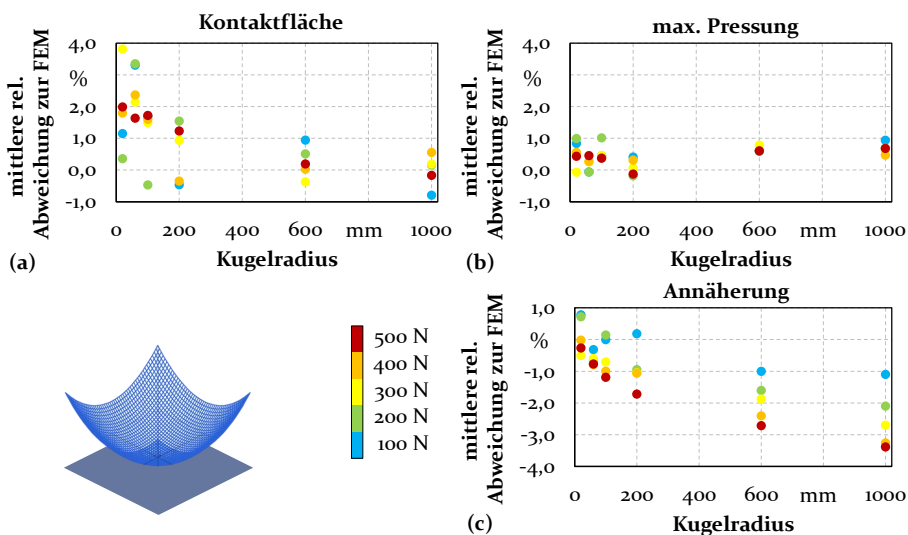 Kontaktfläche
mittlere rel.
Abweichung zur FEM
4,0
%
2,0
1,0
0,0
-1,0
0 200 400 600 mm 1000
Kugelradius
(a)
max. Pressung
mittlere rel.
Abweichung zur FEM
4,0
%
2,0
1,0
0,0
-1,0
0 200 400 600 mm 1000
Kugelradius
(b)
500 N
400 N
300 N
200 N
100 N
Annäherung
mittlere rel.
Abweichung zur FEM
1,0
%
-1,0
-2,0
-3,0
-4,0
0 200 400 600 mm 1000
Kugelradius
(c)